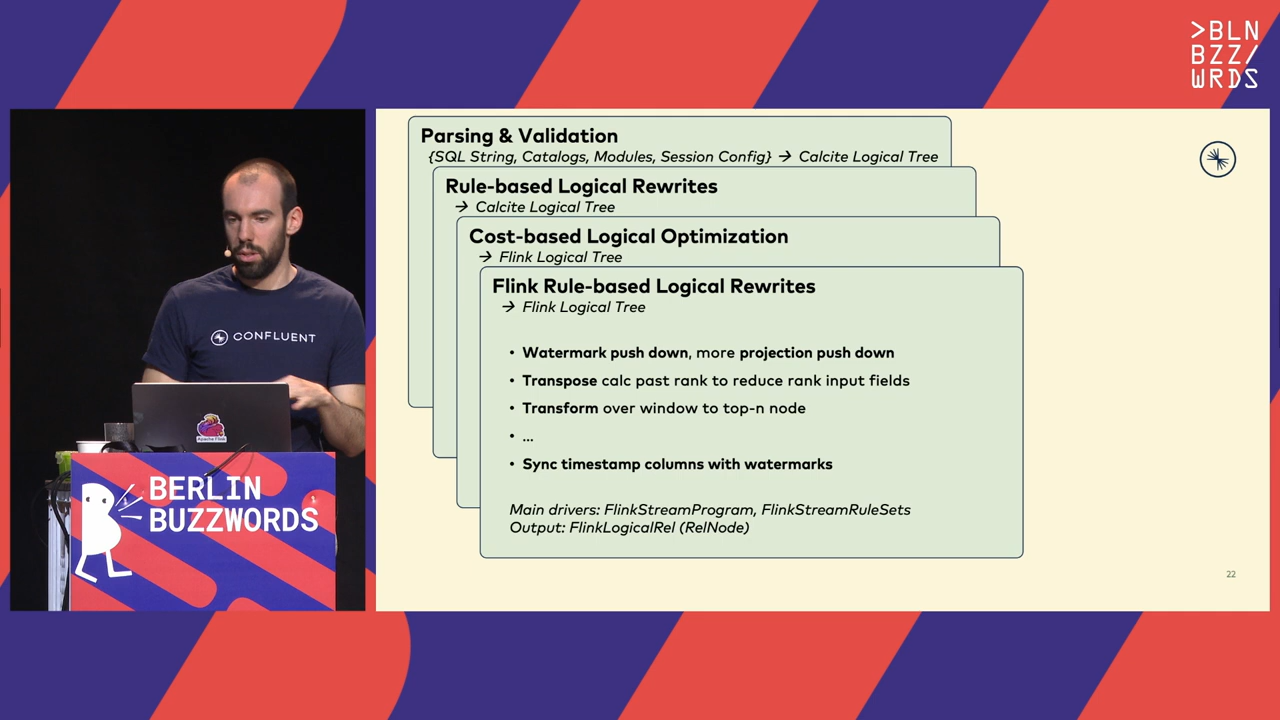 >BLN
BZZ/
WRDS
Parsing & Validation
{SQL String, Catalogs, Modules, Session Config} → Calcite Logical Tree
Rule-based Logical Rewrites
→ Calcite Logical Tree
Cost-based Logical Optimization
→ Flink Logical Tree
Flink Rule-based Logical Rewrites
→ Flink Logical Tree
• Watermark push down, more projection push down
• Transpose calc past rank to reduce rank input fields
• Transform over window to top-n node
• ...
• Sync timestamp columns with watermarks
Main drivers: FlinkStreamProgram, FlinkStreamRuleSets
Output: FlinkLogicalRel (RelNode)
22
CONFLUENT
Apache Flink
BERLIN
BUZZWORDS